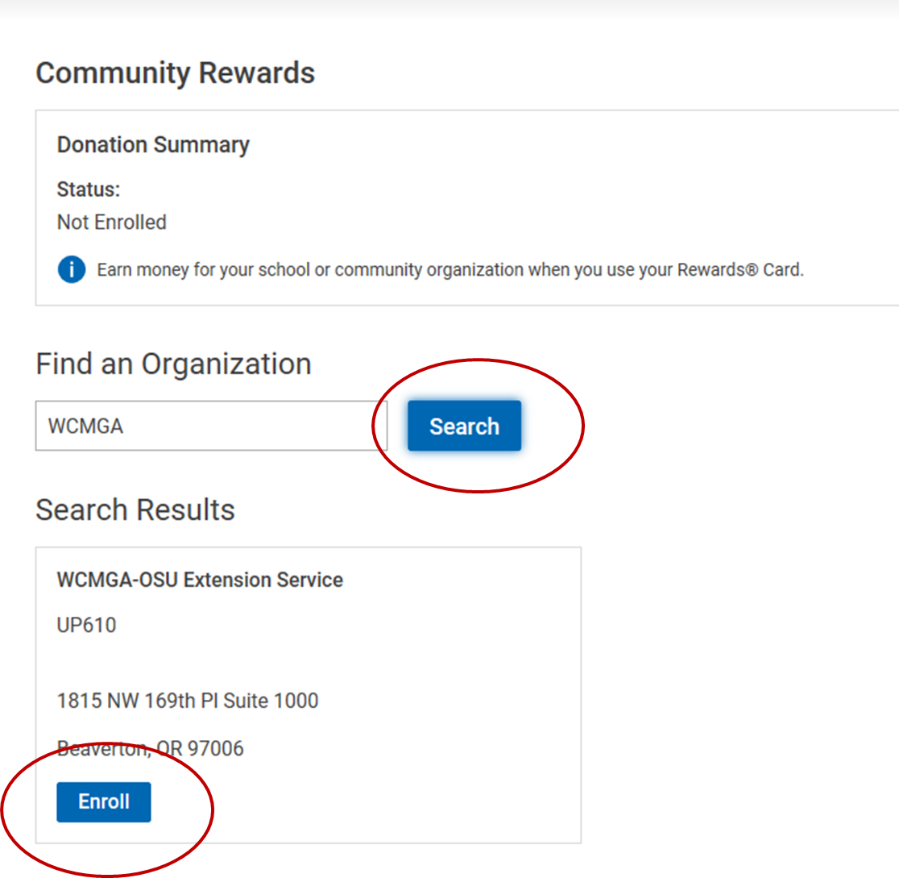 Community Rewards
Donation Summary
Status:
Not Enrolled
i Earn money for your school or community organization when you use your Rewards® Card.
Find an Organization
WCMGA Search
Search Results
WCMGA-OSU Extension Service
UP610
1815 NW 169th Pl Suite 1000
Beaverton, OR 97006
Enroll